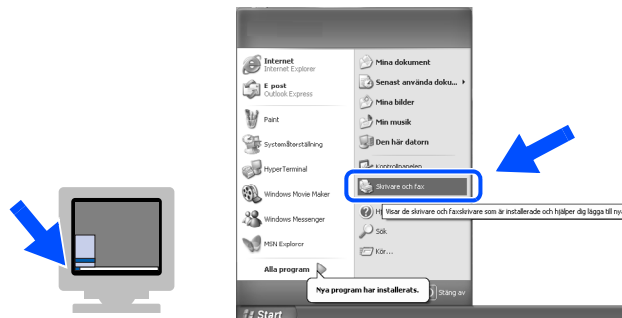 Internet
Internet Explorer
E post
Outlook Express
Paint
Systemåterställning
HyperTerminal
Windows Movie Maker
Windows Messenger
MSN Explorer
Alla program
Mina dokument
Senast använda doku...
Mina bilder
Min musik
Den här datorn
Kontrollpanelen
Skrivare och fax
Visar de skrivare och faxskrivare som är installerade och hjälper dig lägga till nya
Sök
Kör...
Nya program har installerats.
Stäng av
Start